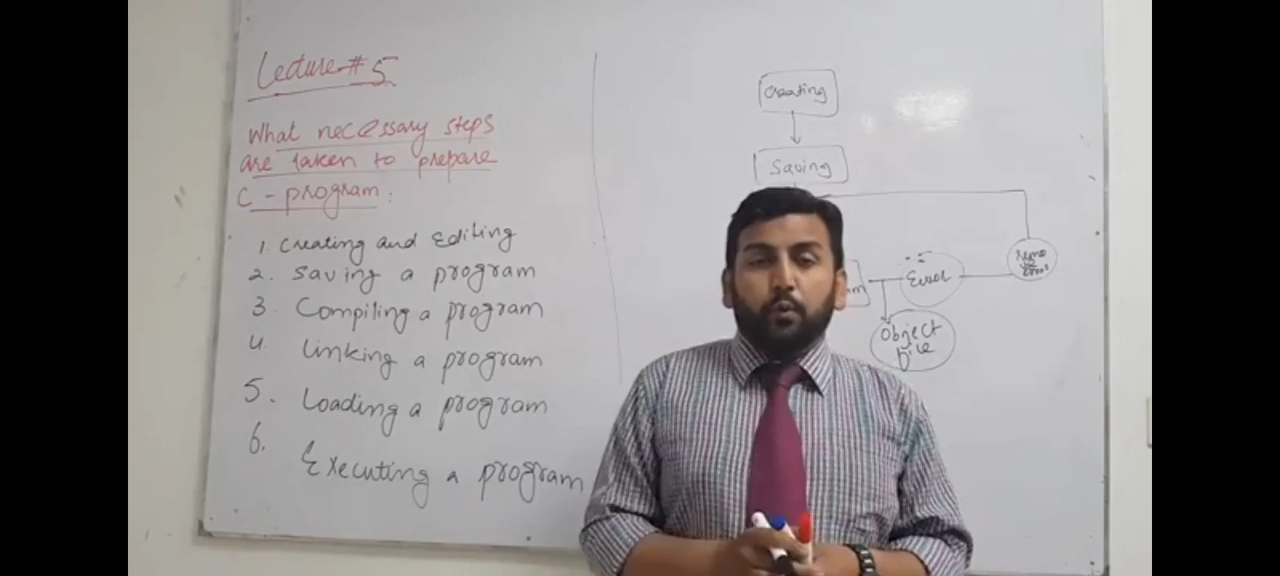 Lecture # 5
What necessary steps
are taken to prepare
C - program :
1. Creating and Editing
2. Saving a program
3. Compiling a program
4. Linking a program
5. Loading a program
6. Executing a program
Creating
Saving
Error
Object
File
Error